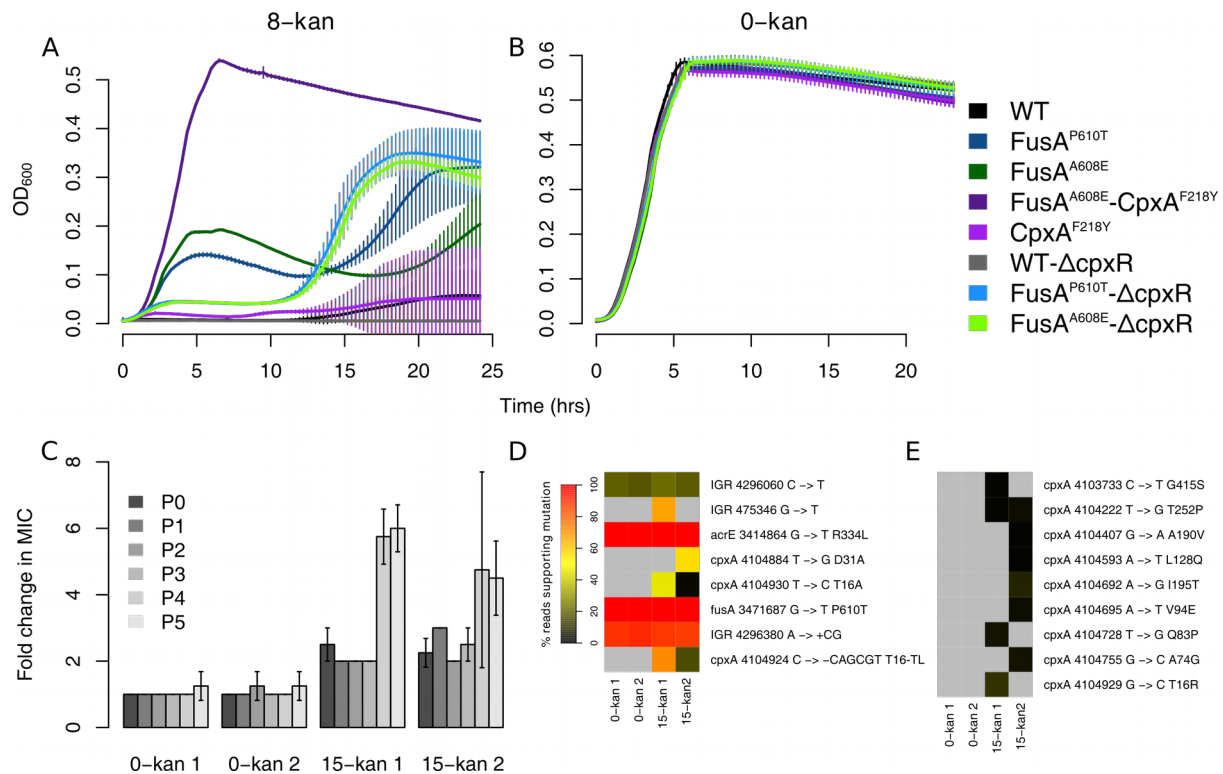 8-kan
0-kan
A
B
OD600
0.0 0.1 0.2 0.3 0.4 0.5
0 5 10 15 20 25
0.0 0.1 0.2 0.3 0.4 0.5 0.6
0 5 10 15 20
Time (hrs)
WT
FusAP610T
FusAA608E
FusAA608E-CpxAF218Y
CpxAF218Y
WT-ΔcpxR
FusAP610T-ΔcpxR
FusAA608E-ΔcpxR
C
Fold change in MIC
0 2 4 6 8
P0
P1
P2
P3
P4
P5
0-kan 1 0-kan 2 15-kan 1 15-kan 2
D
% reads supporting mutation
0 20 40 60 80 100
IGR 4296060 C -> T
IGR 475346 G -> T
acrE 3414864 G -> T R334L
cpxA 4104884 T -> G D31A
cpxA 4104930 T -> C T16A
fusA 3471687 G -> T P610T
IGR 4296380 A -> +CG
cpxA 4104924 C -> -CAGCGT T16-TL
0-kan 1
0-kan 2
15-kan 1
15-kan2
E
cpxA 4103733 C -> T G415S
cpxA 4104222 T -> G T252P
cpxA 4104407 G -> A A190V
cpxA 4104593 A -> T L128Q
cpxA 4104692 A -> G I195T
cpxA 4104695 A -> T V94E
cpxA 4104728 T -> G Q83P
cpxA 4104755 G -> C A74G
cpxA 4104929 G -> C T16R
0-kan 1
0-kan 2
15-kan 1
15-kan2